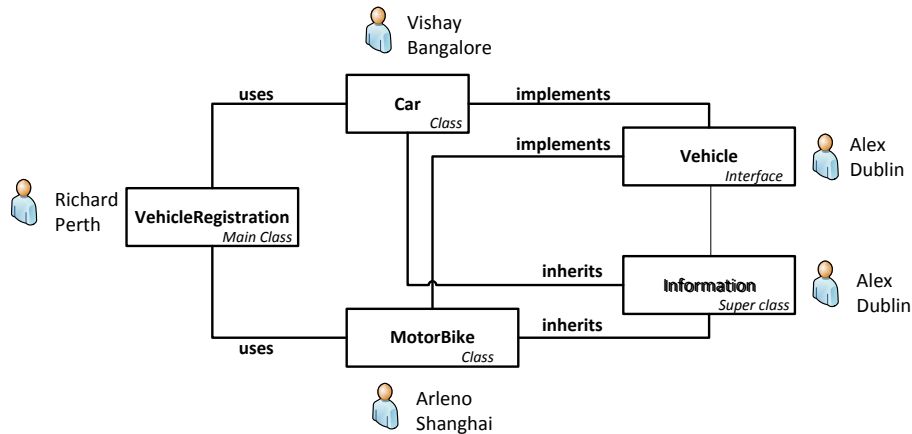 Vishay
Bangalore
uses
Car
Class
implements
implements
Vehicle
Interface
Alex
Dublin
Richard
Perth
VehicleRegistration
Main Class
inherits
Information
Super class
Alex
Dublin
uses
MotorBike
Class
inherits
Arleno
Shanghai